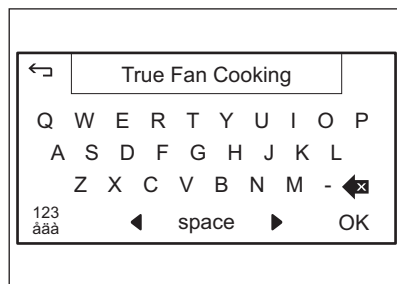 True Fan Cooking
Q W E R T Y U I O P
A S D F G H J K L
Z X C V B N M -
123 space OK
åäà